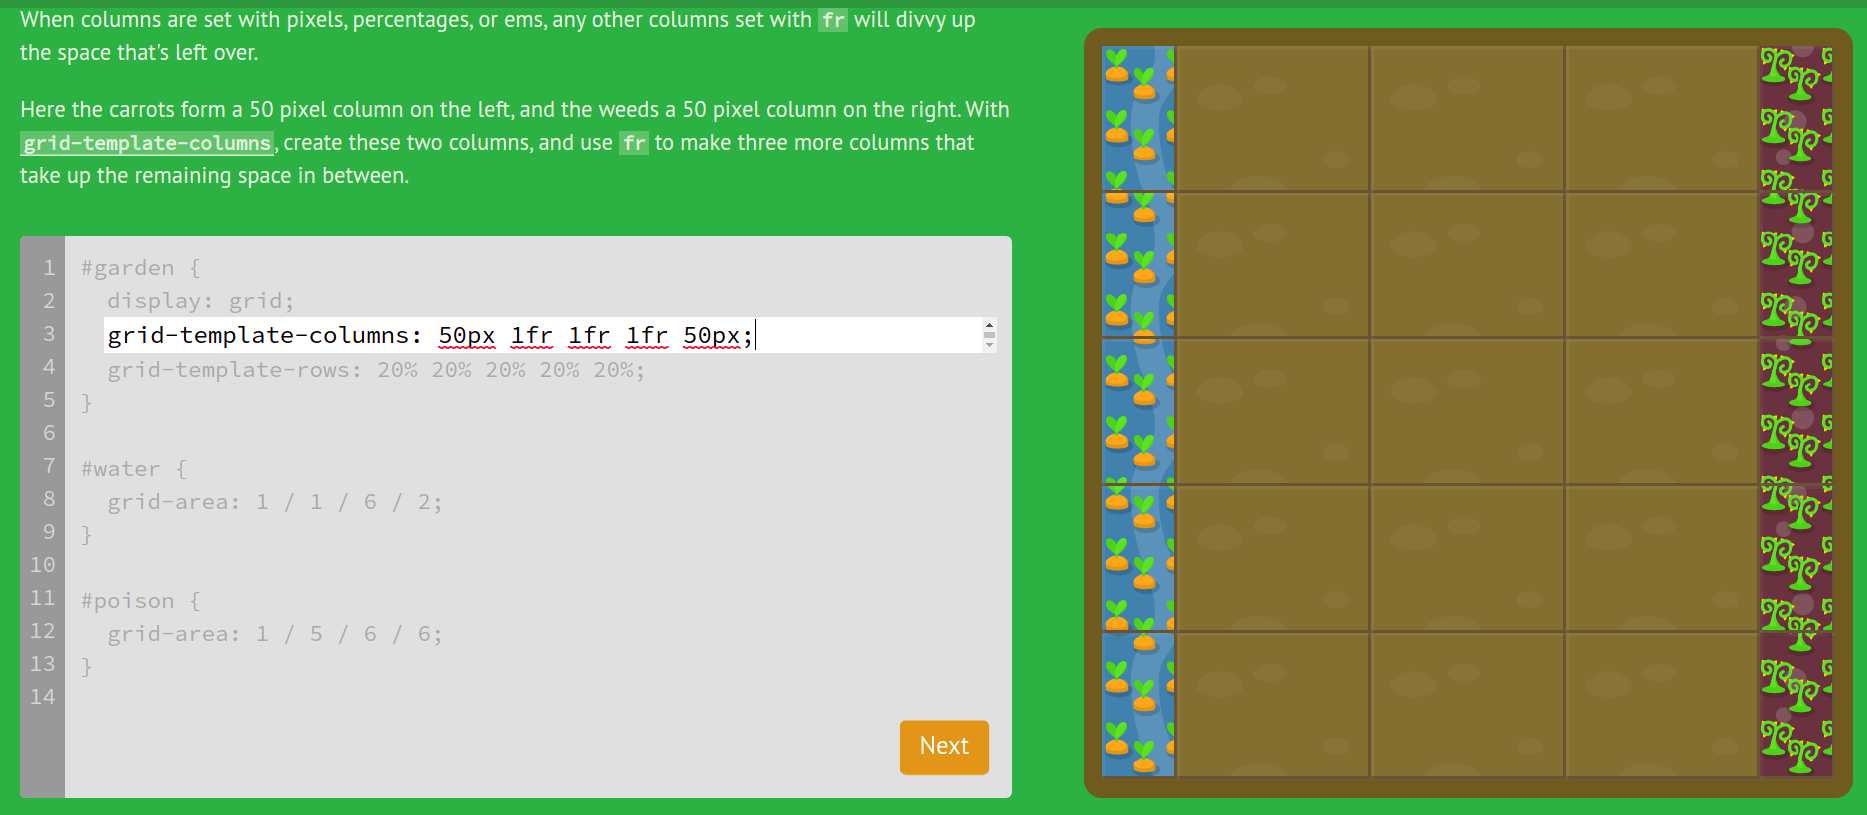 When columns are set with pixels, percentages, or ems, any other columns set with fr will divvy up
the space that's left over.
Here the carrots form a 50 pixel column on the left, and the weeds a 50 pixel column on the right. With
grid-template-columns, create these two columns, and use fr to make three more columns that
take up the remaining space in between.
1 #garden {
2 display: grid;
3 grid-template-columns: 50px 1fr 1fr 1fr 50px;
4 grid-template-rows: 20% 20% 20% 20% 20%;
5 }
6
7 #water {
8 grid-area: 1 / 1 / 6 / 2;
9 }
10
11 #poison {
12 grid-area: 1 / 5 / 6 / 6;
13 }
14
Next